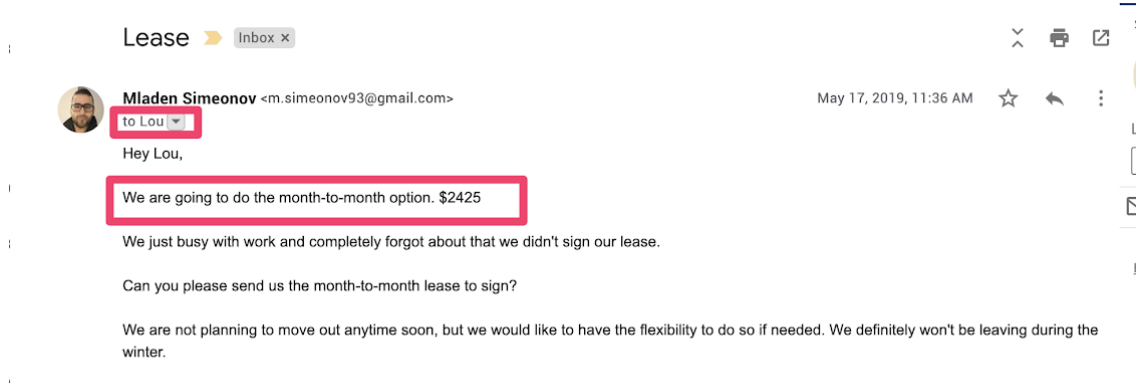 Lease Inbox ×
Mladen Simeonov <m.simeonov93@gmail.com> May 17, 2019, 11:36 AM
to Lou
Hey Lou,
We are going to do the month-to-month option. $2425
We just busy with work and completely forgot about that we didn't sign our lease.
Can you please send us the month-to-month lease to sign?
We are not planning to move out anytime soon, but we would like to have the flexibility to do so if needed. We definitely won't be leaving during the
winter.